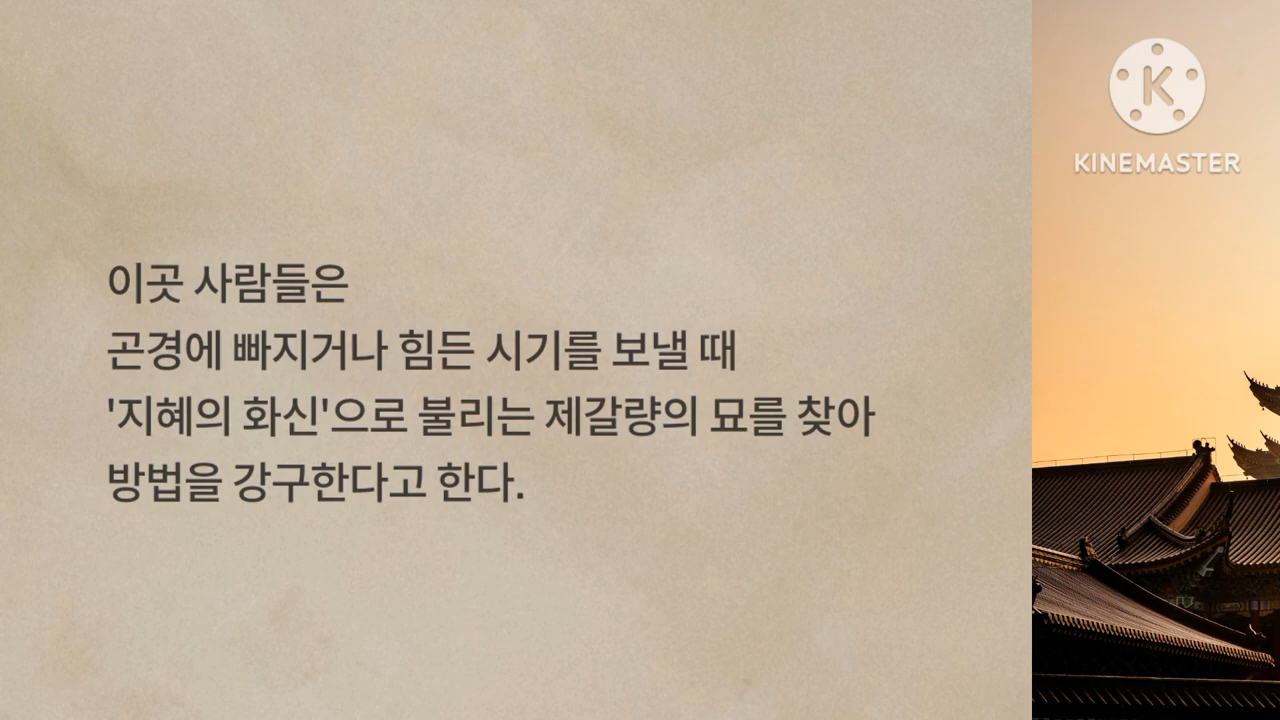 이곳 사람들은
곤경에 빠지거나 힘든 시기를 보낼 때
'지혜의 화신'으로 불리는 제갈량의 묘를 찾아
방법을 강구한다고 한다.
K
KINEMASTER